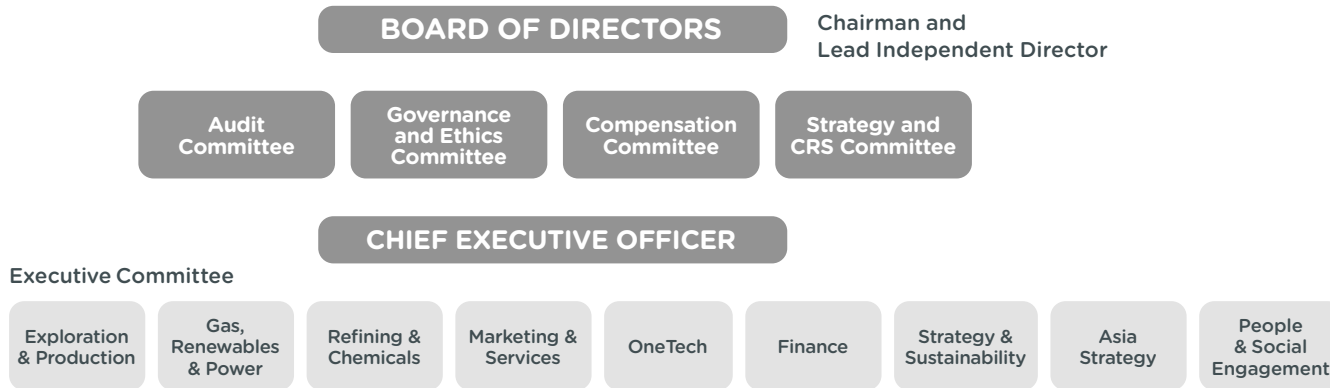 BOARD OF DIRECTORS
Chairman and
Lead Independent Director
Audit
Committee
Governance
and Ethics
Committee
Compensation
Committee
Strategy and
CRS Committee
CHIEF EXECUTIVE OFFICER
Executive Committee
Exploration
& Production
Gas,
Renewables
& Power
Refining &
Chemicals
Marketing &
Services
OneTech
Finance
Strategy &
Sustainability
Asia
Strategy
People
& Social
Engagement